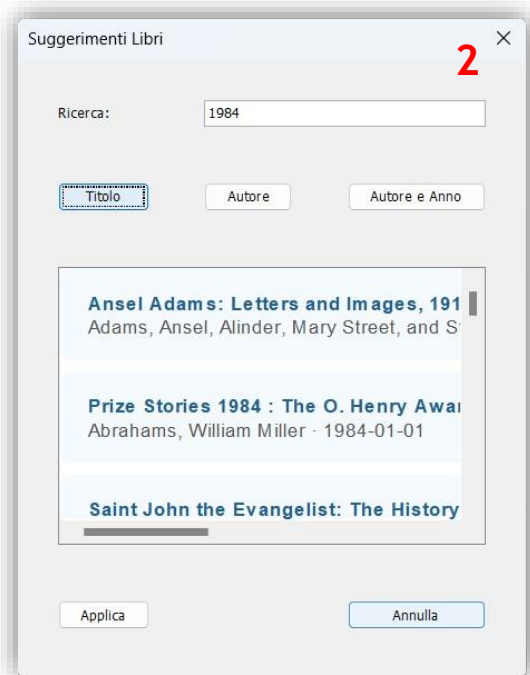 Suggerimenti Libri
2
Ricerca: 1984
Titolo Autore Autore e Anno
Ansel Adams: Letters and Images, 191
Adams, Ansel, Alinder, Mary Street, and S
Prize Stories 1984 : The O. Henry Awa
Abrahams, William Miller · 1984-01-01
Saint John the Evangelist: The History
Applica Annulla